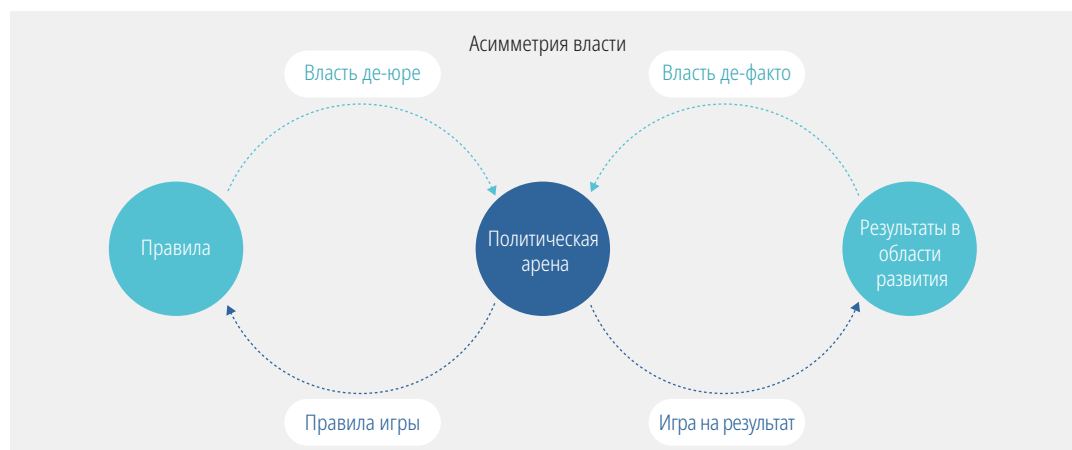 Асимметрия власти
Власть де-юре
Власть де-факто
Правила
Политическая
арена
Результаты в
области
развития
Правила игры
Игра на результат